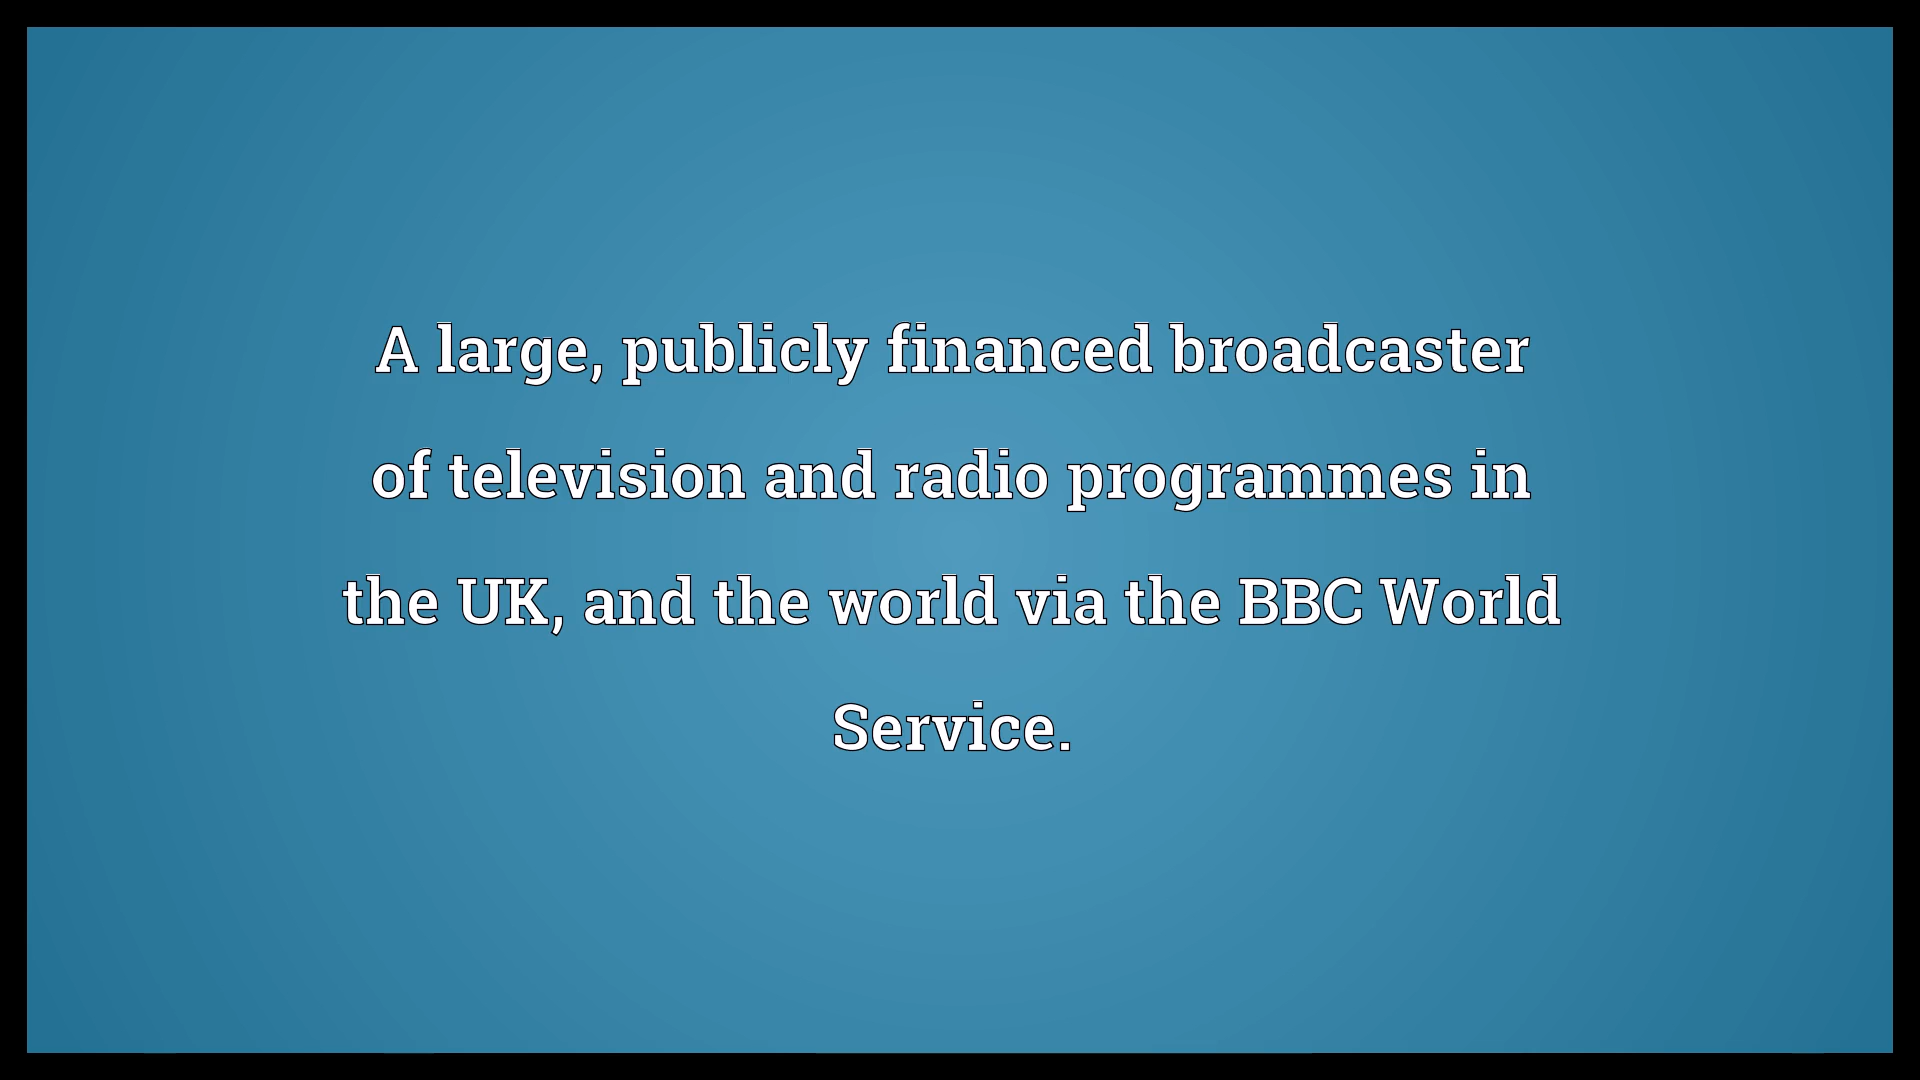 A large, publicly financed broadcaster
of television and radio programmes in
the UK, and the world via the BBC World
Service.